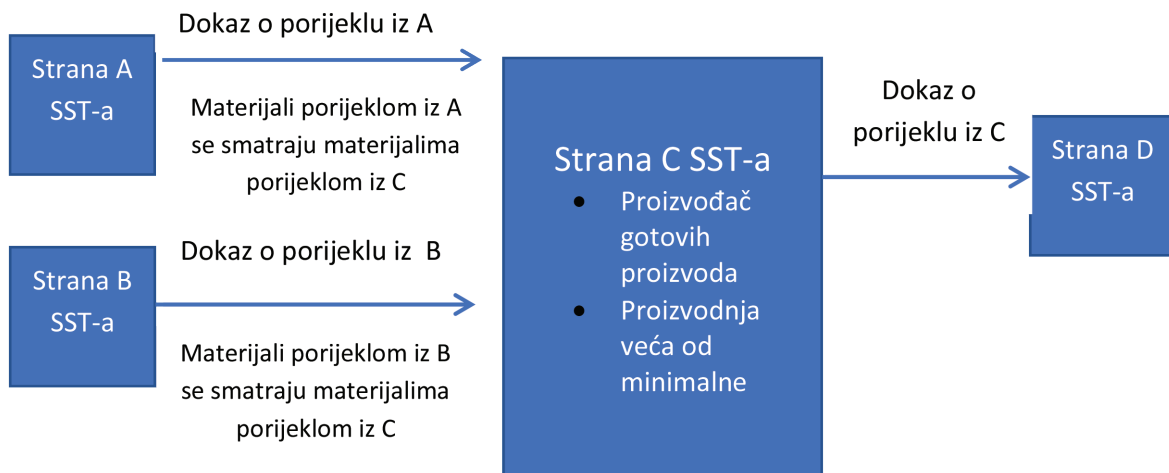 Dokaz o porijeklu iz A
Strana A
SST-a
Materijali porijeklom iz A
se smatraju materijalima
porijeklom iz C
Dokaz o porijeklu iz  B
Strana B
SST-a
Materijali porijeklom iz B
se smatraju materijalima
porijeklom iz C
Strana C SST-a
• Proizvođač
gotovih
proizvoda
• Proizvodnja
veća od
minimalne
Dokaz o
porijeklu iz C
Strana D
SST-a